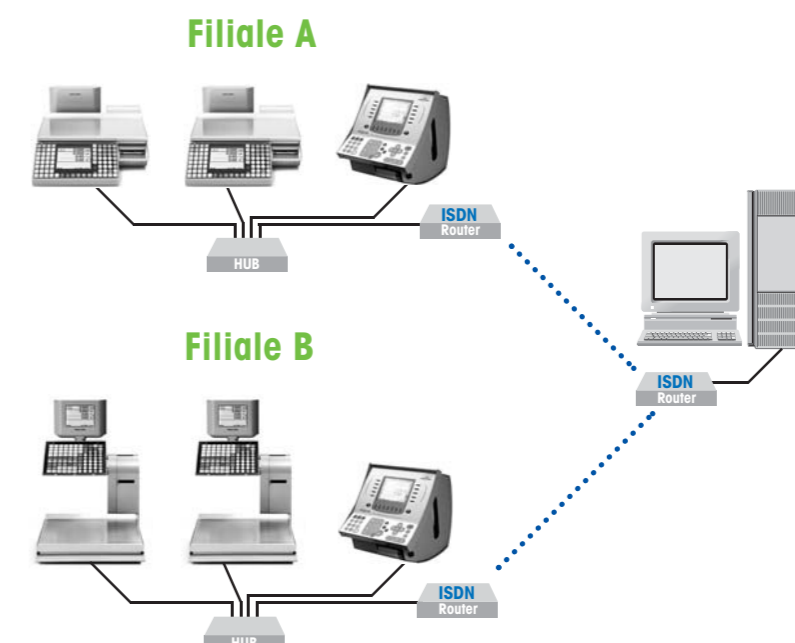 Filiale A
ISDN
Router
HUB
ISDN
Router
Filiale B
ISDN
Router
HUB